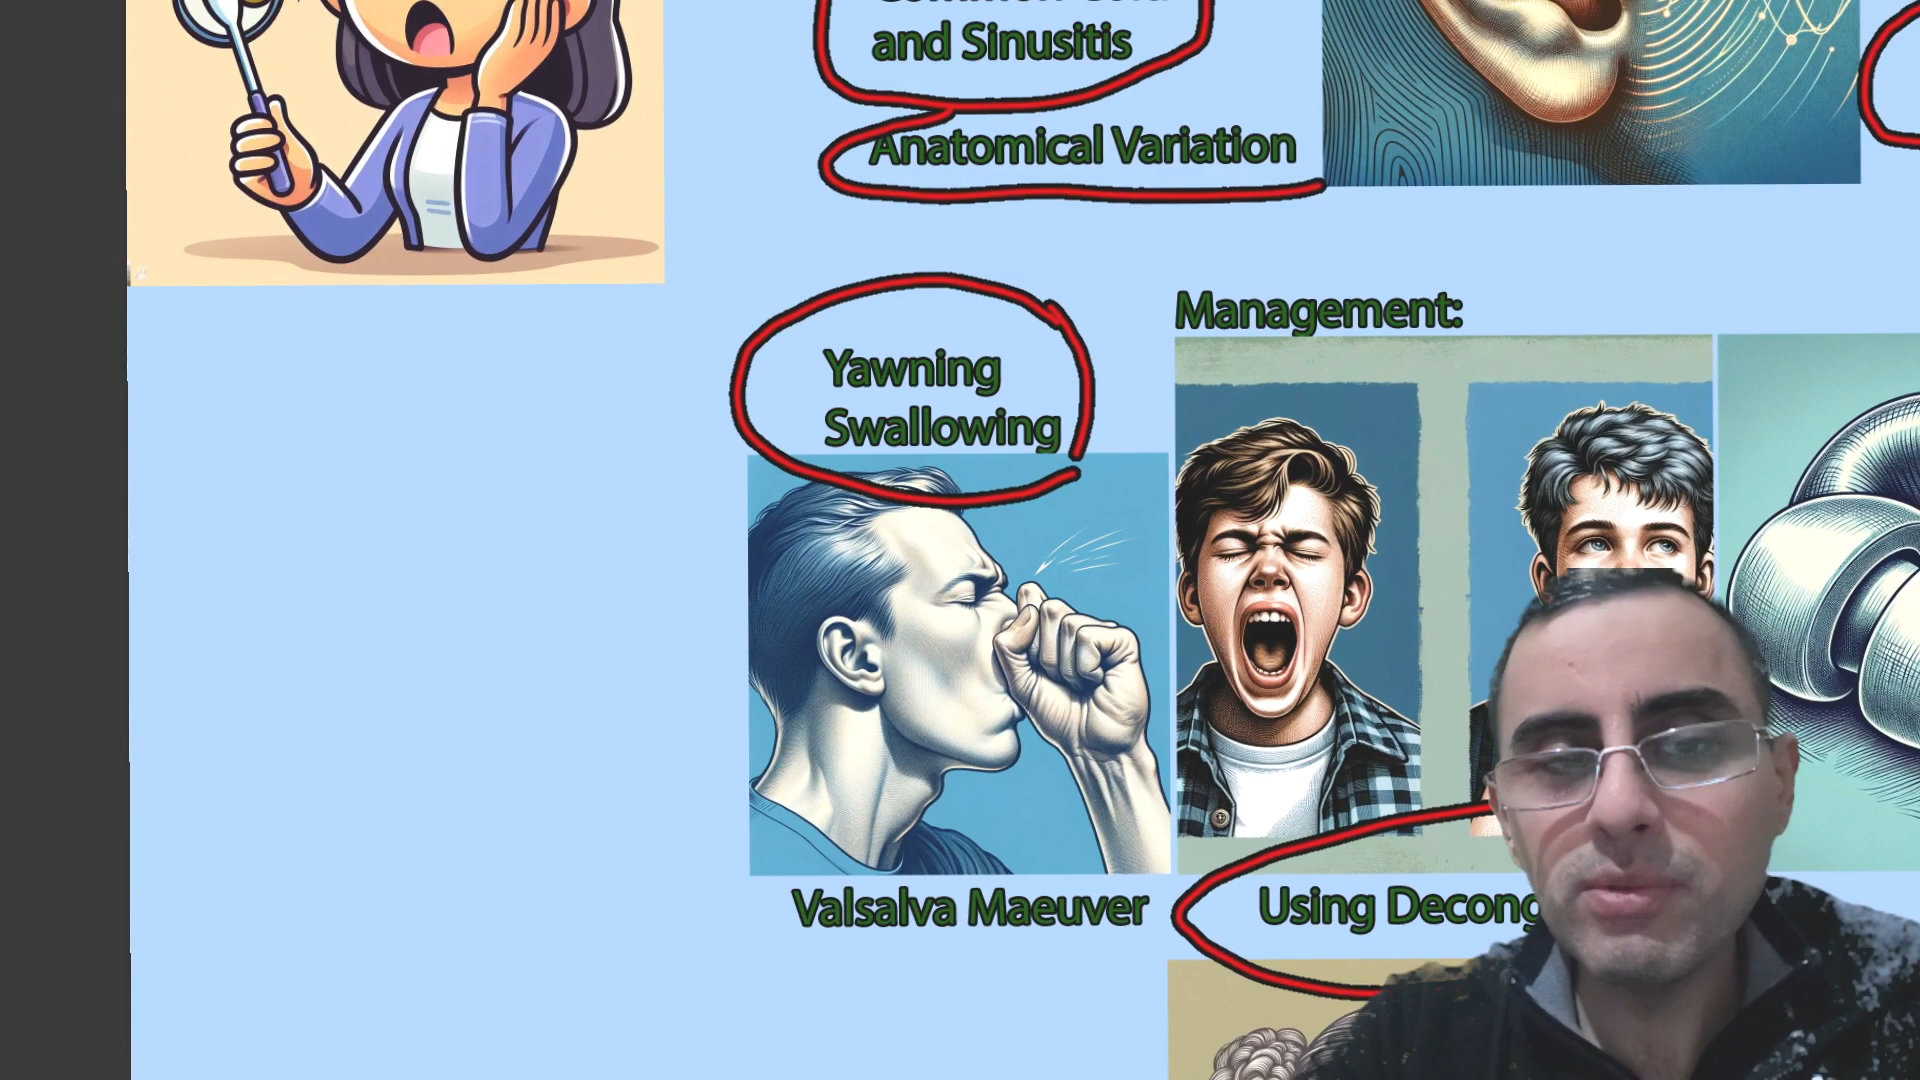 and Sinusitis
Anatomical Variation
Management:
Yawning
Swallowing
Valsalva Maeuver
Using Decong